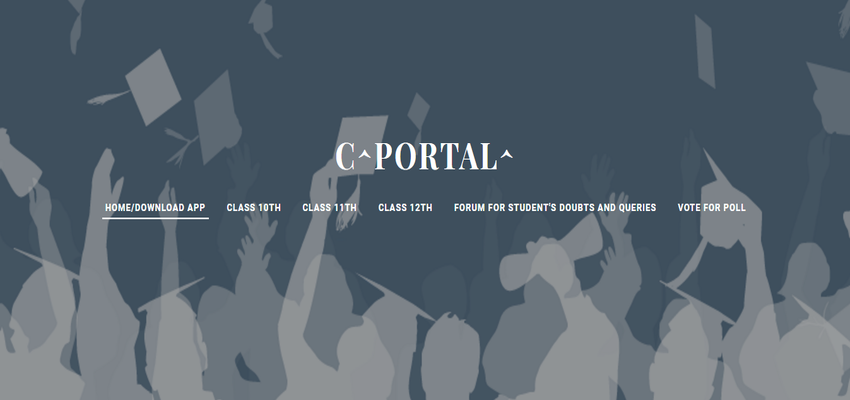 C^PORTAL^
HOME/DOWNLOAD APP CLASS 10TH CLASS 11TH CLASS 12TH FORUM FOR STUDENT'S DOUBTS AND QUERIES VOTE FOR POLL